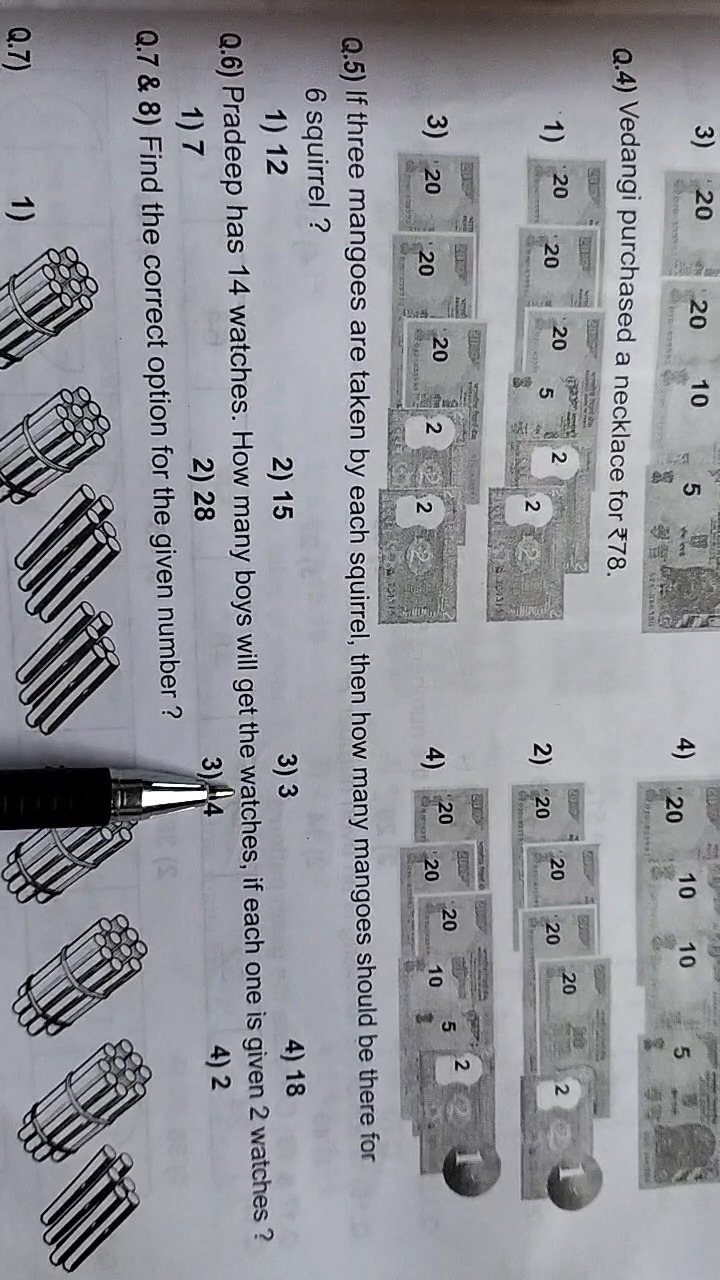 3) 20 20 10 5
4) 20 10 10 5
Q.4) Vedangi purchased a necklace for ₹78.
1) 20 20 20 5 2 2
2) 20 20 20 20 2 1
3) 20 20 20 2 2
4) 20 20 20 10 5 2 1
Q.5) If three mangoes are taken by each squirrel, then how many mangoes should be there for
6 squirrel ?
1) 12 2) 15 3) 3 4) 18
Q.6) Pradeep has 14 watches. How many boys will get the watches, if each one is given 2 watches ?
1) 7 2) 28 3) 4 4) 2
Q.7 & 8) Find the correct option for the given number ?
Q.7) 1)